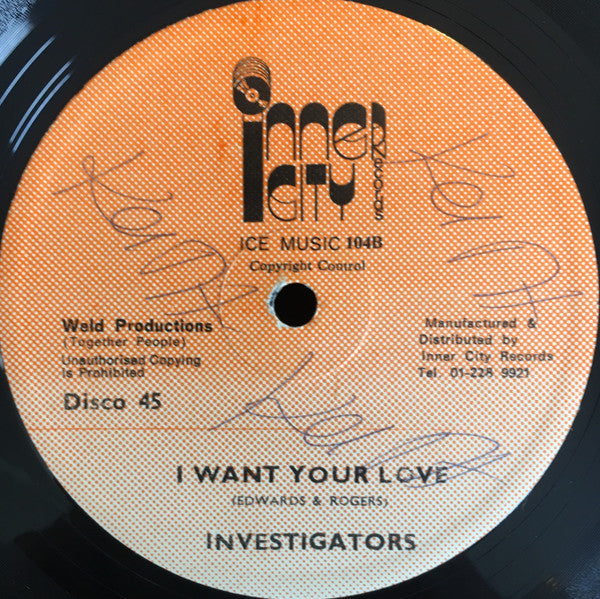 inner
CITY
RECORDS
ICE MUSIC 104B
Copyright Control
Weld Productions
(Together People)
Unauthorised Copying
is Prohibited
Disco 45
Manufactured &
Distributed by
Inner City Records
Tel. 01-228 9921
I WANT YOUR LOVE
(EDWARDS & ROGERS)
INVESTIGATORS